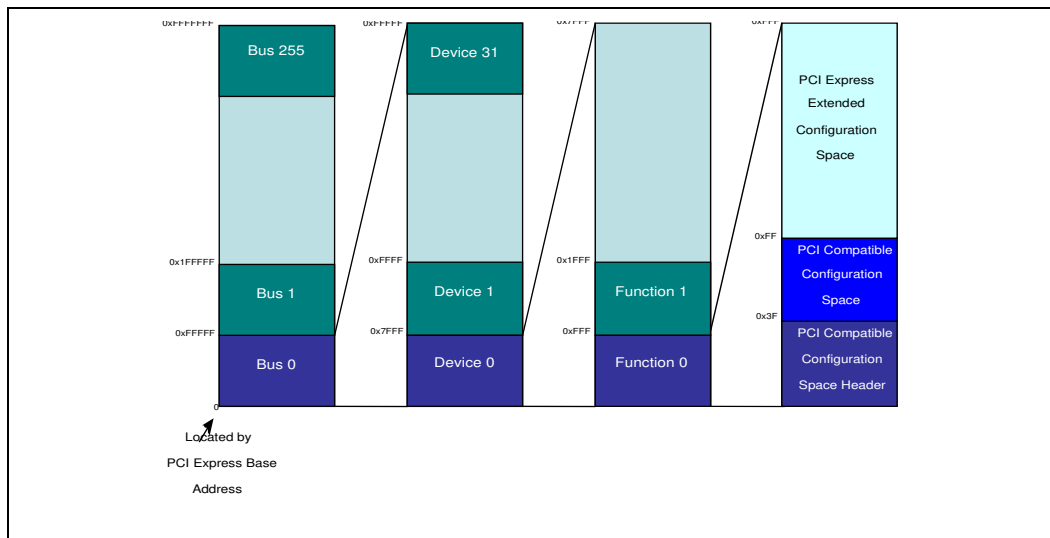 0xFFFFFFF
Bus 255
0x1FFFFF
Bus 1
0xFFFFF
Bus 0
0
Located by
PCI Express Base
Address
0xFFFFF
Device 31
0xFFFF
Device 1
0x7FFF
Device 0
0x7FFF
0x1FFF
Function 1
0xFFF
Function 0
0xFFF
PCI Express
Extended
Configuration
Space
0xFF
PCI Compatible
Configuration
Space
0x3F
PCI Compatible
Configuration
Space Header